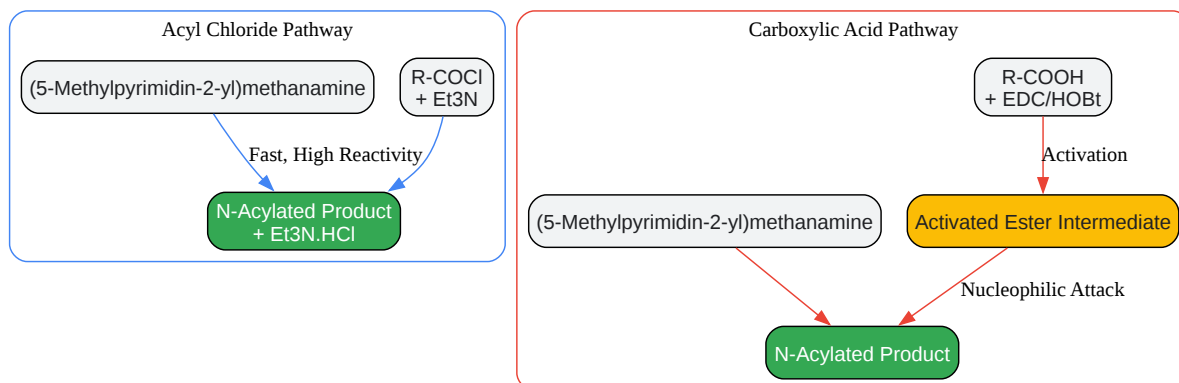 Acyl Chloride Pathway
(5-Methylpyrimidin-2-yl)methanamine
R-COCl
+ Et3N
Fast, High Reactivity
N-Acylated Product
+ Et3N.HCl
Carboxylic Acid Pathway
R-COOH
+ EDC/HOBt
Activation
(5-Methylpyrimidin-2-yl)methanamine
Activated Ester Intermediate
Nucleophilic Attack
N-Acylated Product